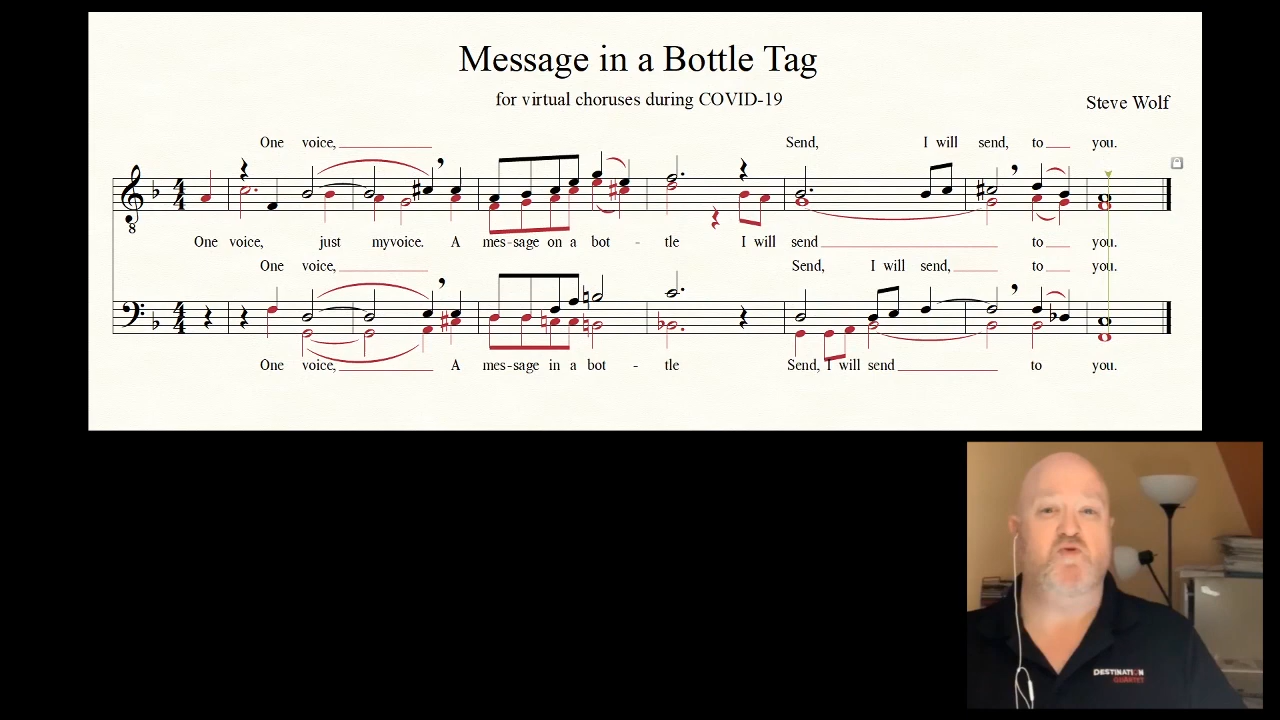 Message in a Bottle Tag
for virtual choruses during COVID-19
Steve Wolf
One voice, Send, I will send, to you.
One voice, just myvoice. A mes-sage on a bot - tle I will send to you.
One voice, Send, I will send, to you.
One voice, A mes-sage in a bot - tle Send, I will send to you.
DESTINATION
QUARTET